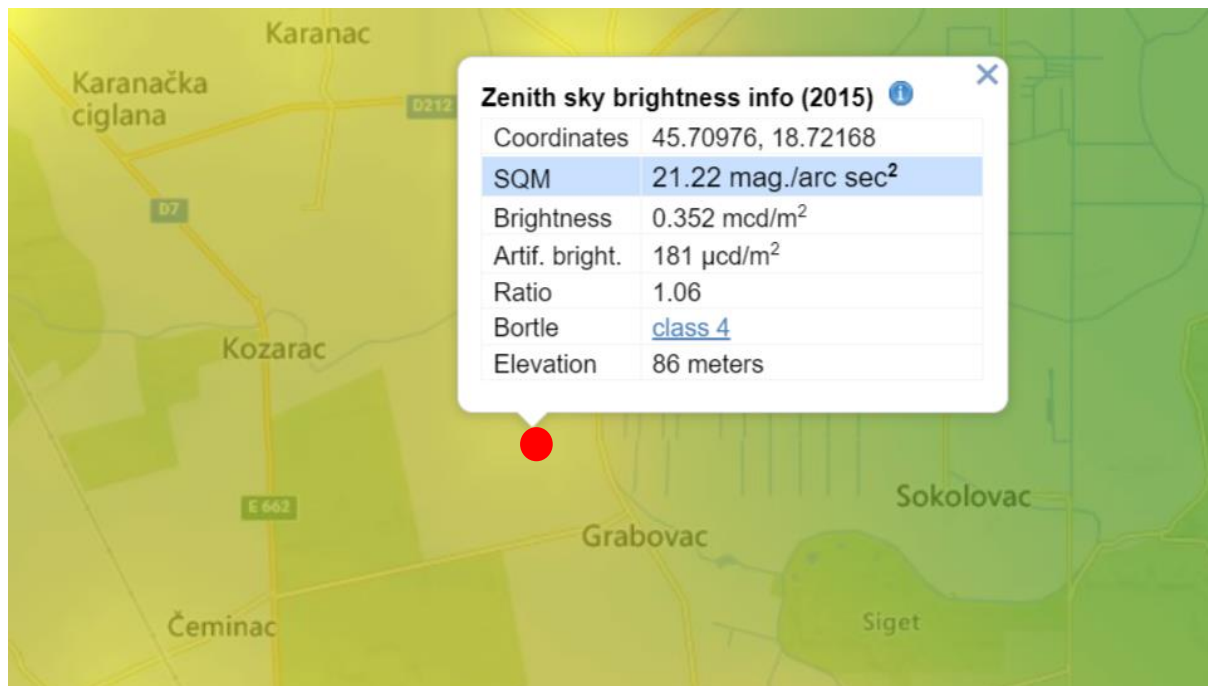 Karanac
Karanačka
ciglana
D212
D7
Kozarac
E 662
Grabovac
Sokolovac
Čeminac
Siget
Zenith sky brightness info (2015)
Coordinates 45.70976, 18.72168
SQM 21.22 mag./arc sec²
Brightness 0.352 mcd/m²
Artif. bright. 181 μcd/m²
Ratio 1.06
Bortle class 4
Elevation 86 meters